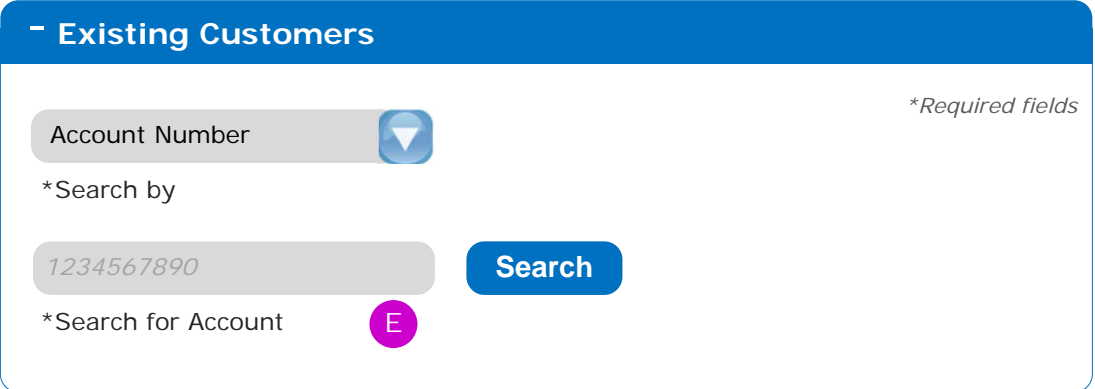 - Existing Customers
*Required fields
Account Number
*Search by
1234567890
Search
*Search for Account
E